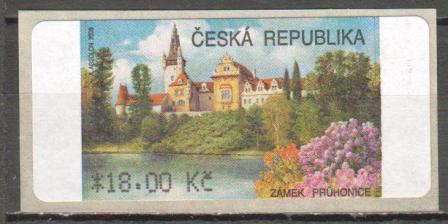 ČESKÁ REPUBLIKA
*18.00 Kč
ZÁMEK PRŮHONICE